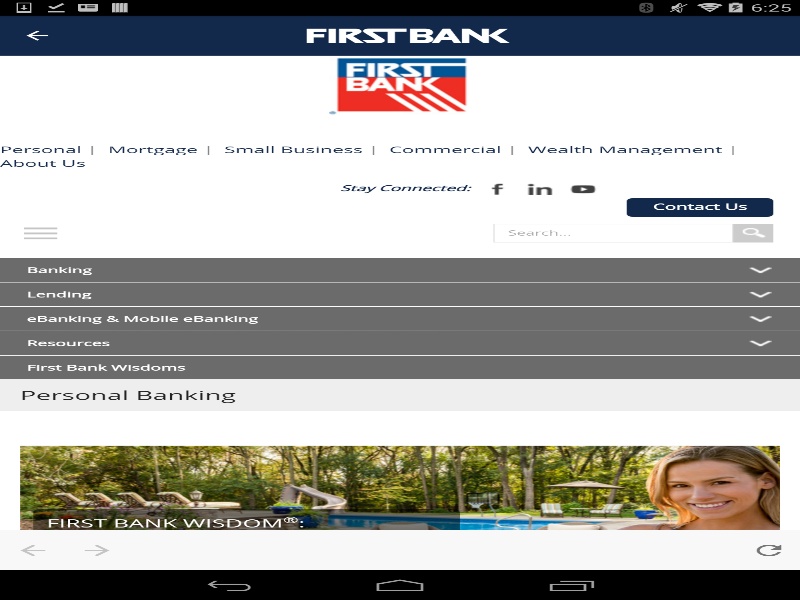 6:25
FIRST BANK
FIRST
BANK
Personal | Mortgage | Small Business | Commercial | Wealth Management |
About Us
Stay Connected: f in
Contact Us
Search...
Banking
Lending
eBanking & Mobile eBanking
Resources
First Bank Wisdoms
Personal Banking
FIRST BANK WISDOM®: